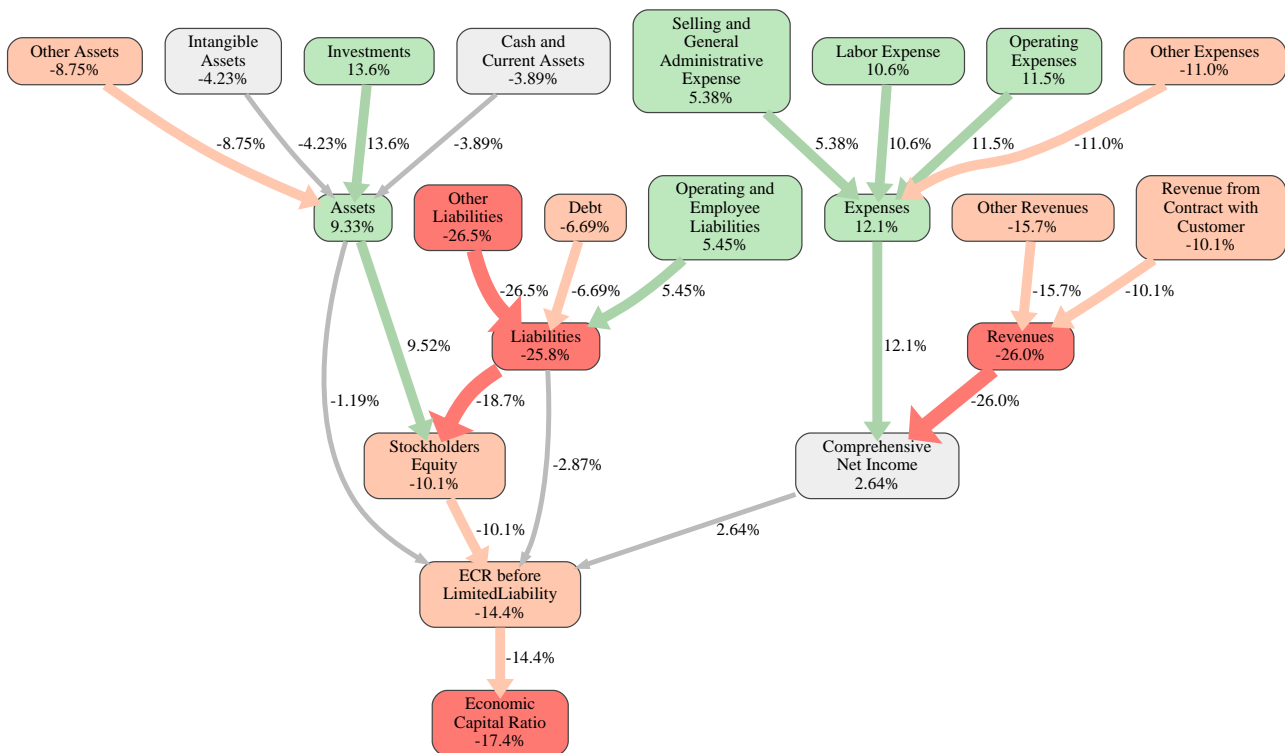 Other Assets
-8.75%
Intangible
Assets
-4.23%
Investments
13.6%
Cash and
Current Assets
-3.89%
Selling and
General
Administrative
Expense
5.38%
Labor Expense
10.6%
Operating
Expenses
11.5%
Other Expenses
-11.0%
-8.75%
-4.23%
13.6%
-3.89%
5.38%
10.6%
11.5%
-11.0%
Assets
9.33%
Other
Liabilities
-26.5%
Debt
-6.69%
Operating and
Employee
Liabilities
5.45%
Expenses
12.1%
Other Revenues
-15.7%
Revenue from
Contract with
Customer
-10.1%
-26.5%
-6.69%
5.45%
-15.7%
-10.1%
Liabilities
-25.8%
Revenues
-26.0%
9.52%
12.1%
-1.19%
-18.7%
-26.0%
Stockholders
Equity
-10.1%
-2.87%
Comprehensive
Net Income
2.64%
-10.1%
2.64%
ECR before
LimitedLiability
-14.4%
-14.4%
Economic
Capital Ratio
-17.4%